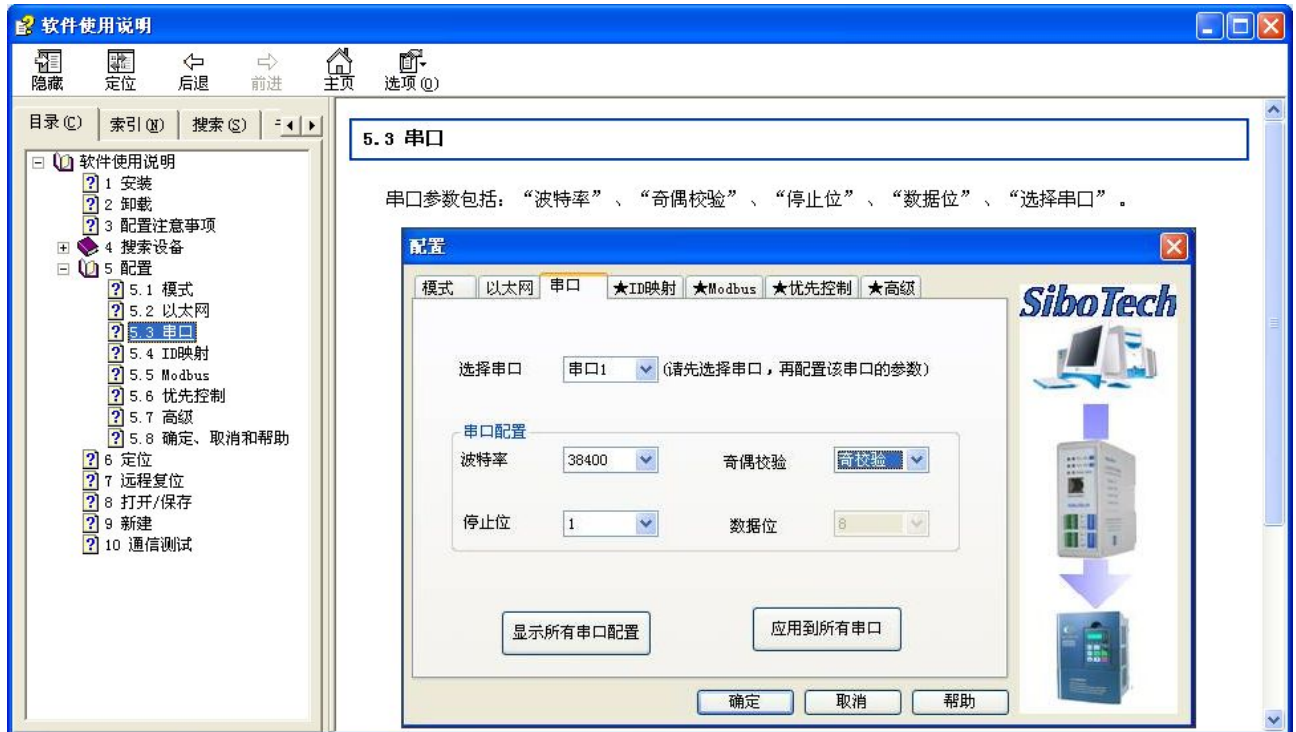 软件使用说明
隐藏 定位 后退 前进 主页 选项(O)
目录(C) 索引(N) 搜索(S)
软件使用说明
1 安装
2 卸载
3 配置注意事项
4 搜索设备
5 配置
5.1 模式
5.2 以太网
5.3 串口
5.4 ID映射
5.5 Modbus
5.6 优先控制
5.7 高级
5.8 确定、取消和帮助
6 定位
7 远程复位
8 打开/保存
9 新建
10 通信测试
5.3 串口
串口参数包括：“波特率”、“奇偶校验”、“停止位”、“数据位”、“选择串口”。
配置
模式 以太网 串口 ★ID映射 ★Modbus ★优先控制 ★高级
SiboTech
选择串口 串口1 (请先选择串口，再配置该串口的参数)
串口配置
波特率 38400 奇偶校验 奇校验
停止位 1 数据位 8
显示所有串口配置 应用到所有串口
确定 取消 帮助